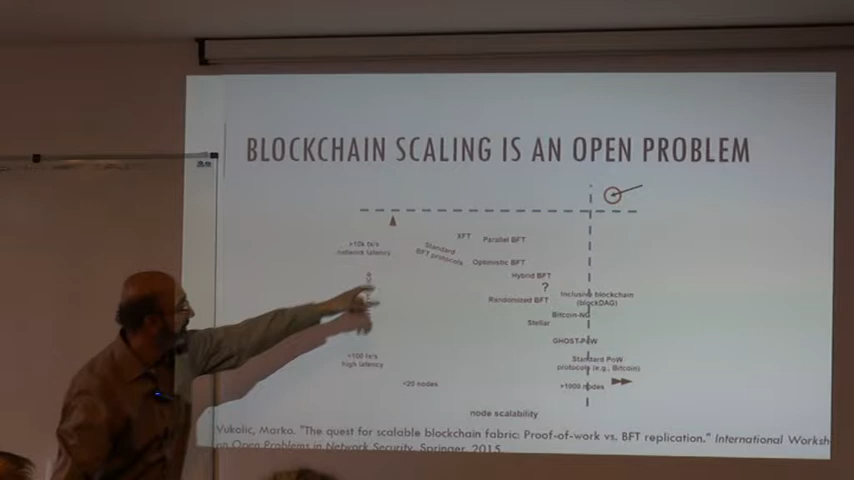 BLOCKCHAIN SCALING IS AN OPEN PROBLEM
XFT
Parallel BFT
>10k tx/s
network latency
Standard
BFT protocols
Optimistic BFT
Hybrid BFT
?
Randomized BFT
Inclusive blockchain
(blockDAG)
Bitcoin-NG
Stellar
GHOST-PoW
<100 tx/s
high latency
Standard PoW
protocols (e.g., Bitcoin)
<20 nodes
>1000 nodes
node scalability
Vukolic, Marko. "The quest for scalable blockchain fabric: Proof-of-work vs. BFT replication." International Worksh
on Open Problems in Network Security. Springer, 2015.